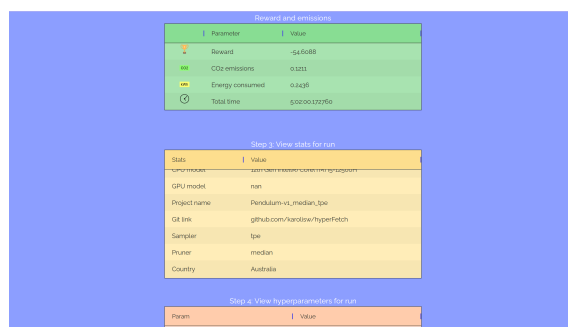 Reward and emissions
Parameter Value
Reward -54.6088
CO2 emissions 0.1211
Energy consumed 0.2436
Total time 5:02:00.172760
Step 3: View stats for run
Stats Value
CPU model
GPU model nan
Project name Pendulum-v1_median_tpe
Git link github.com/karolisw/hyperFetch
Sampler tpe
Pruner median
Country Australia
Step 4: View hyperparameters for run
Param Value